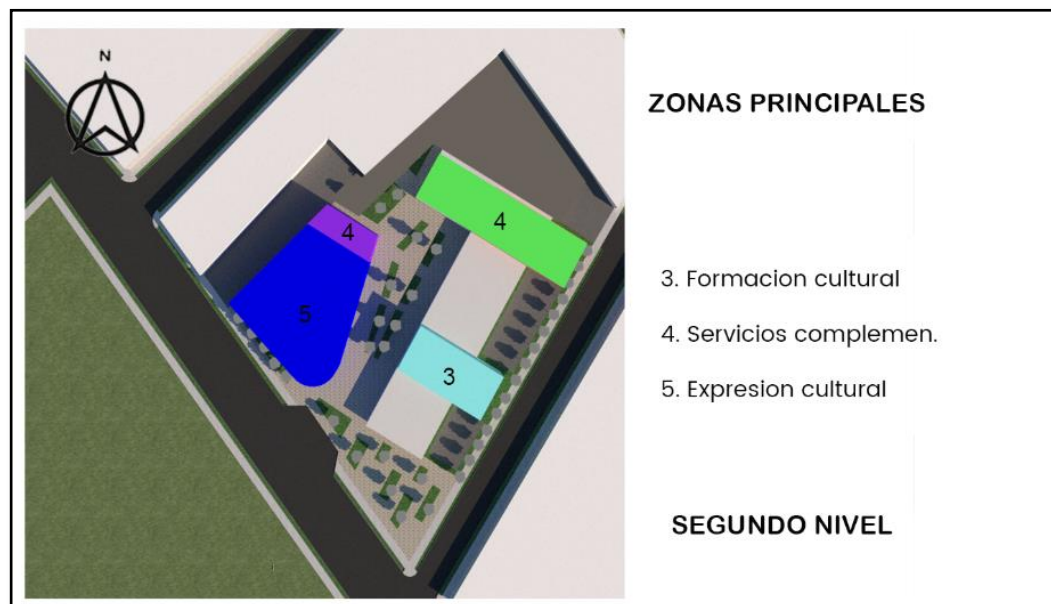 N
ZONAS PRINCIPALES
4
4
5
3
3. Formacion cultural
4. Servicios complemen.
5. Expresion cultural
SEGUNDO NIVEL